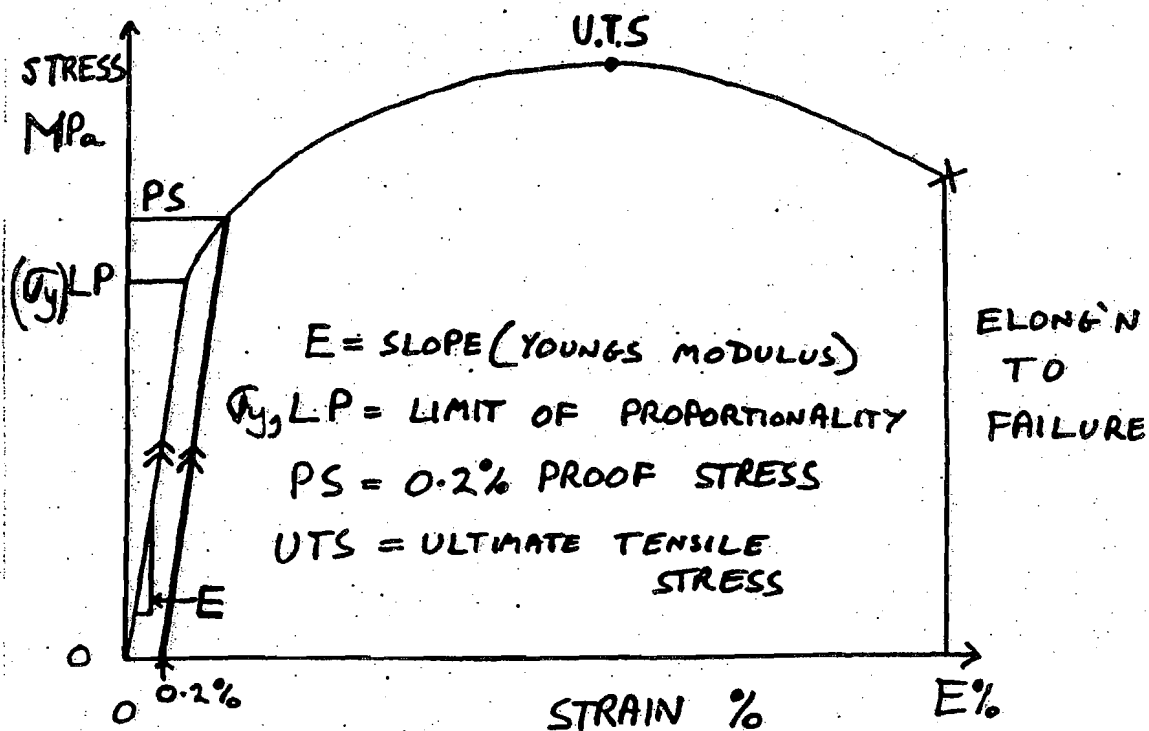 U.T.S
STRESS
MPa
PS
(σy)LP
E = SLOPE (YOUNGS MODULUS)
σy, LP = LIMIT OF PROPORTIONALITY
PS = 0.2% PROOF STRESS
UTS = ULTIMATE TENSILE
STRESS
ELONG'N
TO
FAILURE
E
0
0
0.2%
STRAIN %
E%